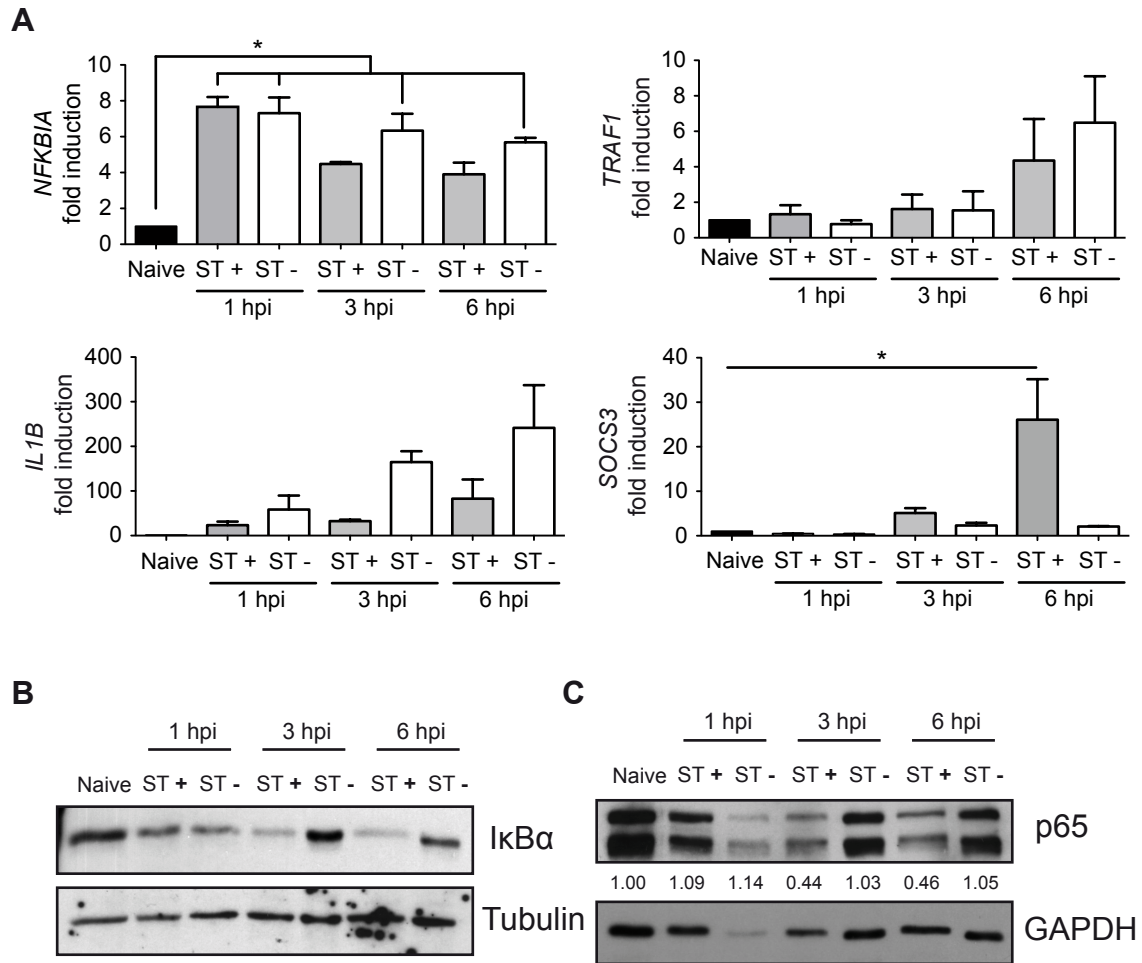 A
*
NFKBIA
fold induction
10
8
6
4
2
0
Naive ST + ST - ST + ST - ST + ST -
1 hpi 3 hpi 6 hpi
TRAF1
fold induction
10
8
6
4
2
0
Naive ST + ST - ST + ST - ST + ST -
1 hpi 3 hpi 6 hpi
IL1B
fold induction
400
300
200
100
0
Naive ST + ST - ST + ST - ST + ST -
1 hpi 3 hpi 6 hpi
*
SOCS3
fold induction
40
30
20
10
0
Naive ST + ST - ST + ST - ST + ST -
1 hpi 3 hpi 6 hpi
B
1 hpi 3 hpi 6 hpi
Naive ST + ST - ST + ST - ST + ST -
IκBα
Tubulin
C
1 hpi 3 hpi 6 hpi
Naive ST + ST - ST + ST - ST + ST -
p65
1.00 1.09 1.14 0.44 1.03 0.46 1.05
GAPDH